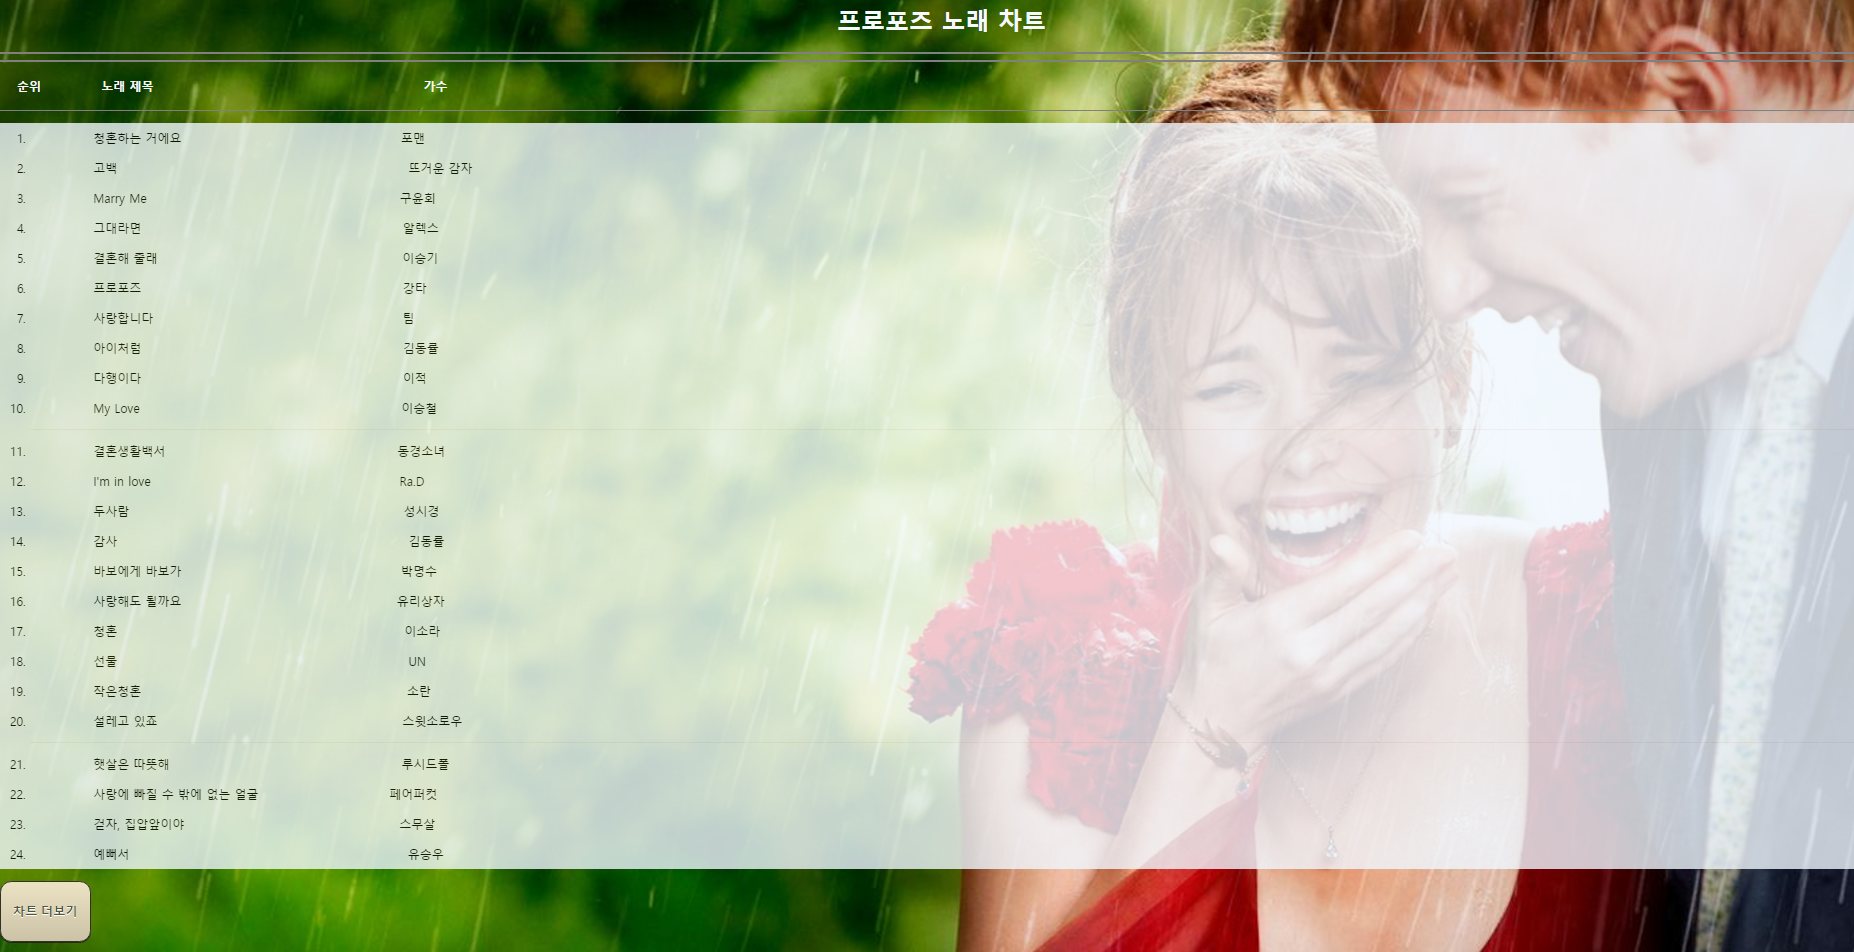 프로포즈 노래 차트
순위 노래 제목 가수
1. 청혼하는 거에요 포맨
2. 고백 뜨거운 감자
3. Marry Me 구윤회
4. 그대라면 알렉스
5. 결혼해 줄래 이승기
6. 프로포즈 강타
7. 사랑합니다 팀
8. 아이처럼 김동률
9. 다행이다 이적
10. My Love 이승철
11. 결혼생활백서 동경소녀
12. I'm in love Ra.D
13. 두사람 성시경
14. 감사 김동률
15. 바보에게 바보가 박명수
16. 사랑해도 될까요 유리상자
17. 청혼 이소라
18. 선물 UN
19. 작은청혼 소란
20. 설레고 있죠 스윗소로우
21. 햇살은 따뜻해 루시드폴
22. 사랑에 빠질 수 밖에 없는 얼굴 페어퍼컷
23. 걷자, 집압앞이야 스무살
24. 예뻐서 유승우
차트 더보기